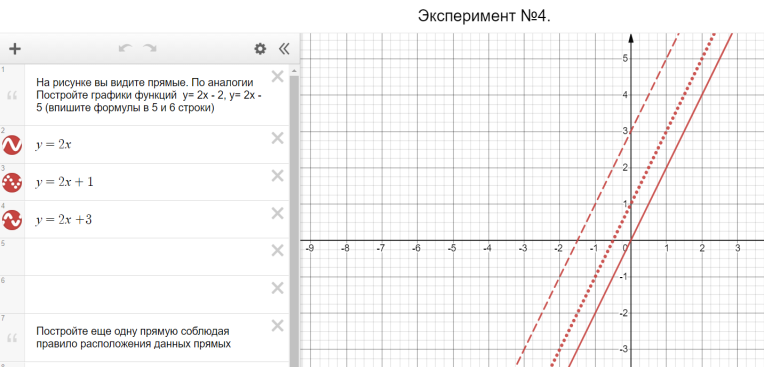 Эксперимент №4.
1
На рисунке вы видите прямые. По аналогии
Постройте графики функций y= 2x - 2, y= 2x -
5 (впишите формулы в 5 и 6 строки)
2
y = 2x
3
y = 2x + 1
4
y = 2x +3
5
6
7
Постройте еще одну прямую соблюдая
правило расположения данных прямых
5
3
2
1
-9 -8 -7 -6 -5 -4 -3 -2 -1 0 1 2 3
-1
-2
-3